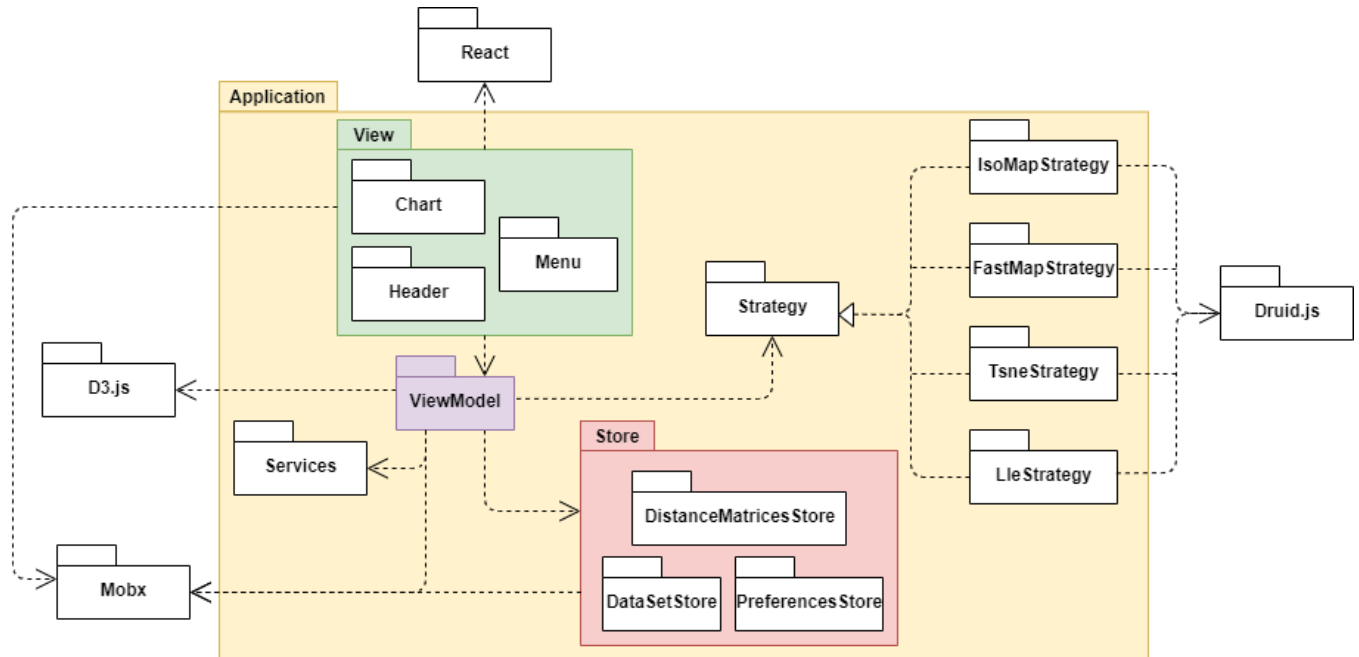 React
Application
View
IsoMapStrategy
Chart
Menu
FastMapStrategy
Header
Strategy
Druid.js
D3.js
ViewModel
TsneStrategy
Store
Services
LleStrategy
DistanceMatricesStore
Mobx
DataSetStore
PreferencesStore